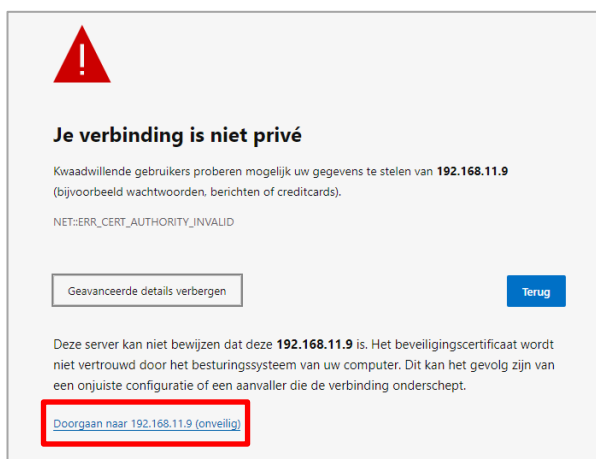 Je verbinding is niet privé
Kwaadwillende gebruikers proberen mogelijk uw gegevens te stelen van 192.168.11.9
(bijvoorbeeld wachtwoorden, berichten of creditcards).
NET::ERR_CERT_AUTHORITY_INVALID
Geavanceerde details verbergen
Terug
Deze server kan niet bewijzen dat deze 192.168.11.9 is. Het beveiligingscertificaat wordt
niet vertrouwd door het besturingssysteem van uw computer. Dit kan het gevolg zijn van
een onjuiste configuratie of een aanvaller die de verbinding onderschept.
Doorgaan naar 192.168.11.9 (onveilig)